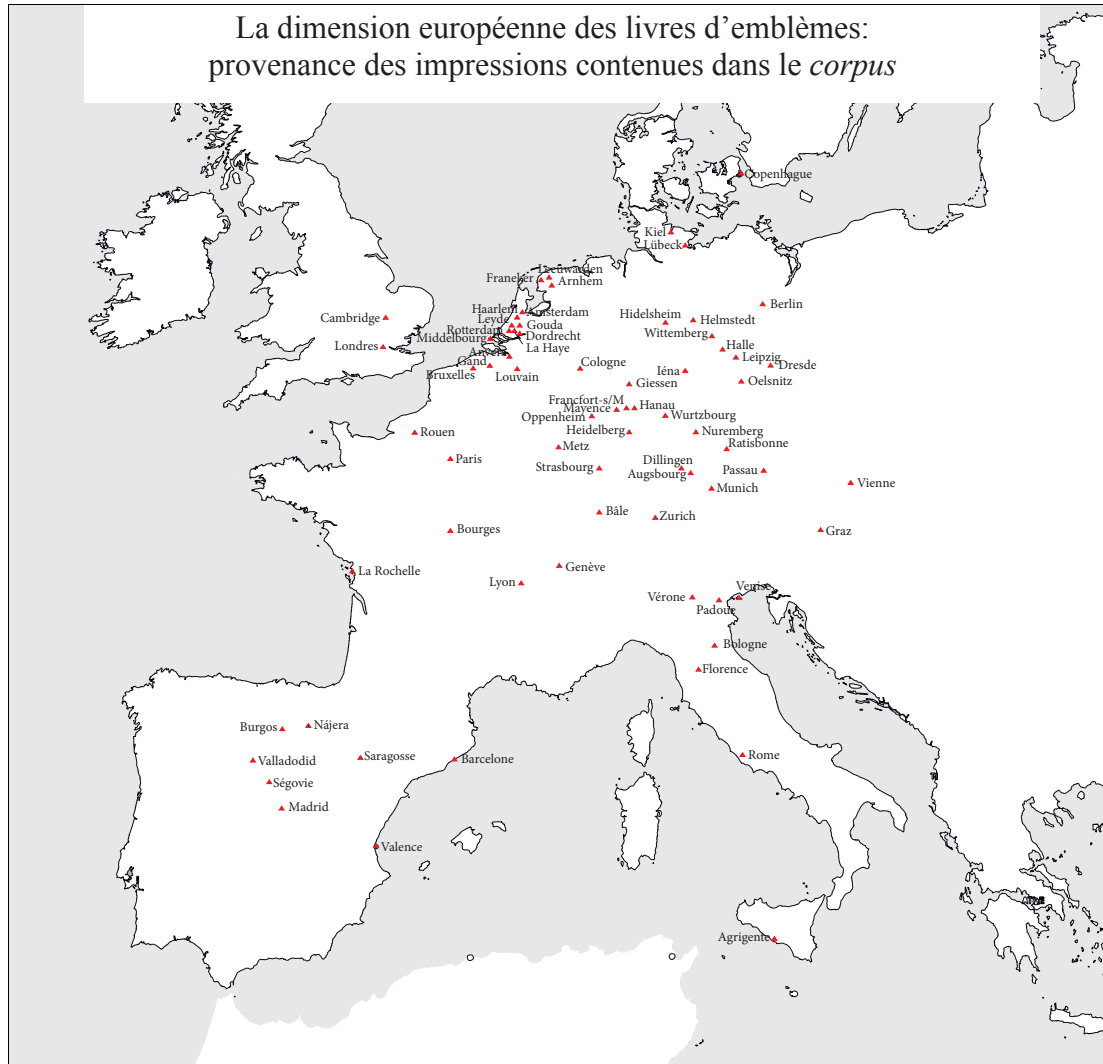 La dimension européenne des livres d’emblèmes:
provenance des impressions contenues dans le corpus
Copenhague
Kiel
Lübeck
Leeuwarden
Franeker
Arnhem
Berlin
Haarlem
Amsterdam
Hidelsheim
Helmstedt
Cambridge
Leyde
Gouda
Rotterdam
Wittemberg
Middelbourg
Dordrecht
Londres
La Haye
Halle
Anvers
Leipzig
Gand
Cologne
Dresde
Bruxelles
Louvain
Iéna
Oelsnitz
Giessen
Francfort-s/M
Mayence
Hanau
Oppenheim
Wurtzbourg
Rouen
Heidelberg
Nuremberg
Metz
Ratisbonne
Paris
Strasbourg
Dillingen
Augsbourg
Passau
Munich
Vienne
Bâle
Zurich
Bourges
Graz
La Rochelle
Genève
Lyon
Venise
Vérone
Padoue
Bologne
Florence
Burgos
Nájera
Valladodid
Saragosse
Barcelone
Rome
Ségovie
Madrid
Valence
Agrigente